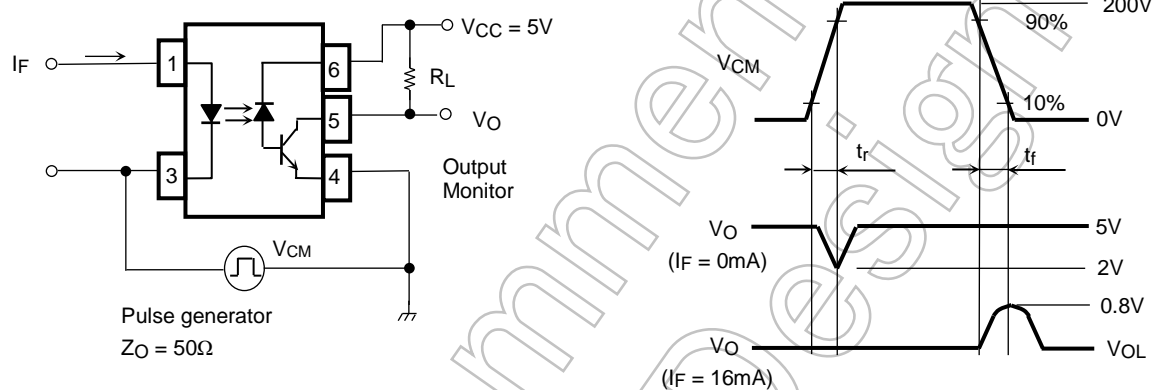 IF
1
3
6
5
4
VCC = 5V
RL
VO
Output
Monitor
VCM
Pulse generator
ZO = 50Ω
VCM
200V
90%
10%
0V
tr
tf
VO
(IF = 0mA)
5V
2V
0.8V
VO
(IF = 16mA)
VOL